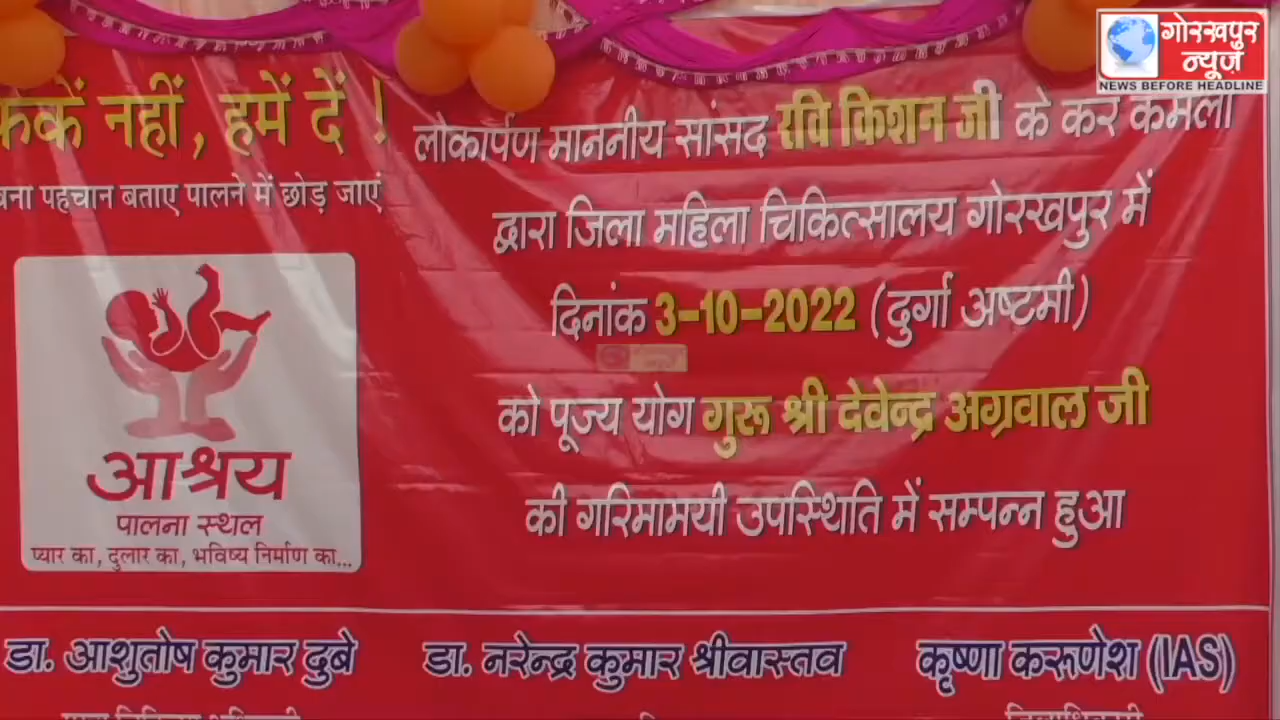 गोरखपुर
न्यूज़
NEWS BEFORE HEADLINE
नहीं, हमें दें !
पहचान बताए पालने में छोड़ जाएं
आश्रय
पालना स्थल
प्यार का, दुलार का, भविष्य निर्माण का...
लोकार्पण माननीय सांसद रवि किशन जी के कर कमलों
द्वारा जिला महिला चिकित्सालय गोरखपुर में
दिनांक 3-10-2022 (दुर्गा अष्टमी)
को पूज्य योग गुरू श्री देवेन्द्र अग्रवाल जी
की गरिमामयी उपस्थिति में सम्पन्न हुआ
डा. आशुतोष कुमार दुबे
डा. नरेन्द्र कुमार श्रीवास्तव
कृष्णा करुणेश (IAS)